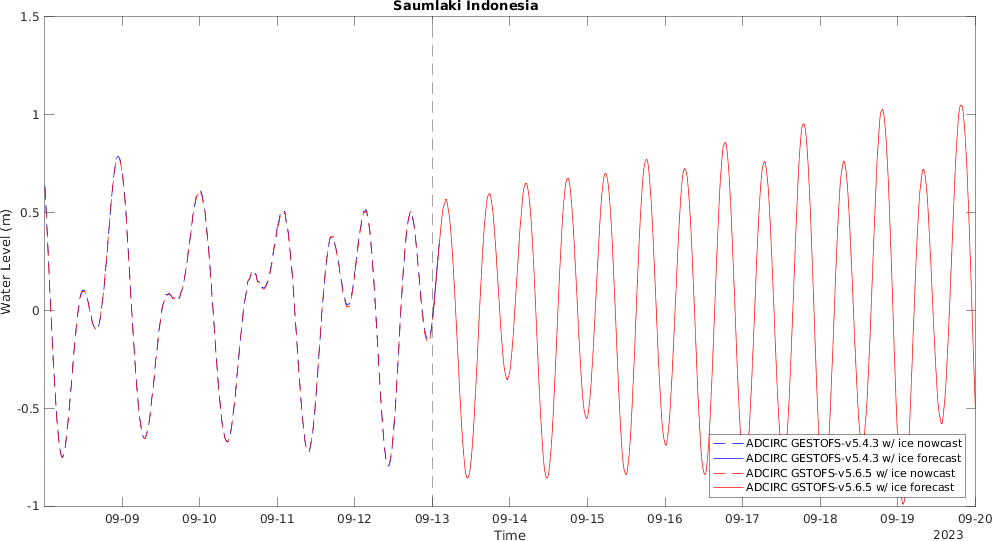 Saumlaki Indonesia
1.5
1
0.5
0
-0.5
-1
Water Level (m)
ADCIRC GESTOFS-v5.4.3 w/ ice nowcast
ADCIRC GESTOFS-v5.4.3 w/ ice forecast
ADCIRC GSTOFS-v5.6.5 w/ ice nowcast
ADCIRC GSTOFS-v5.6.5 w/ ice forecast
09-09 09-10 09-11 09-12 09-13 09-14 09-15 09-16 09-17 09-18 09-19 09-20
Time
2023